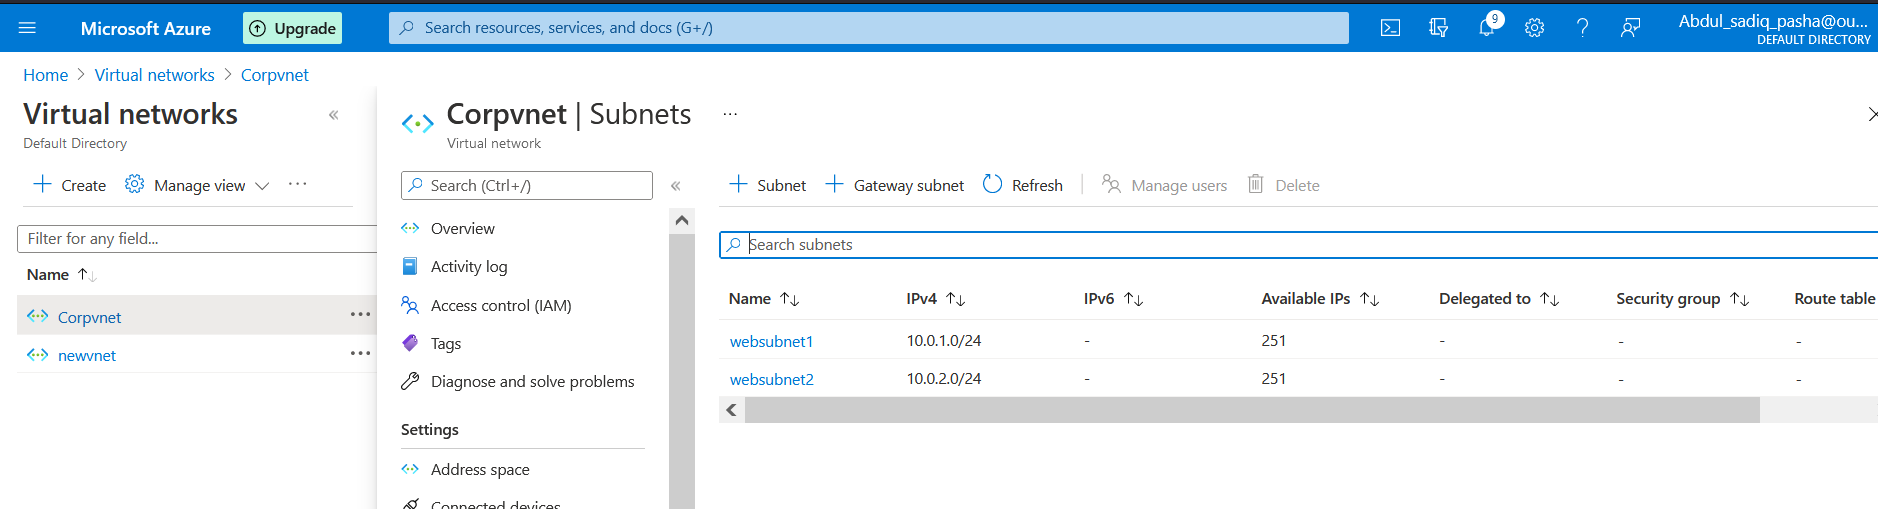 Microsoft Azure
Upgrade
Search resources, services, and docs (G+/)
9
Abdul_sadiq_pasha@ou...
DEFAULT DIRECTORY
Home > Virtual networks > Corpvnet
Virtual networks
Default Directory
Create
Manage view
Filter for any field...
Name
Corpvnet
newvnet
Corpvnet | Subnets
Virtual network
Search (Ctrl+/)
Overview
Activity log
Access control (IAM)
Tags
Diagnose and solve problems
Settings
Address space
Connected devices
Subnet
Gateway subnet
Refresh
Manage users
Delete
Search subnets
Name IPv4 IPv6 Available IPs Delegated to Security group Route table
websubnet1 10.0.1.0/24 - 251 - - -
websubnet2 10.0.2.0/24 - 251 - - -